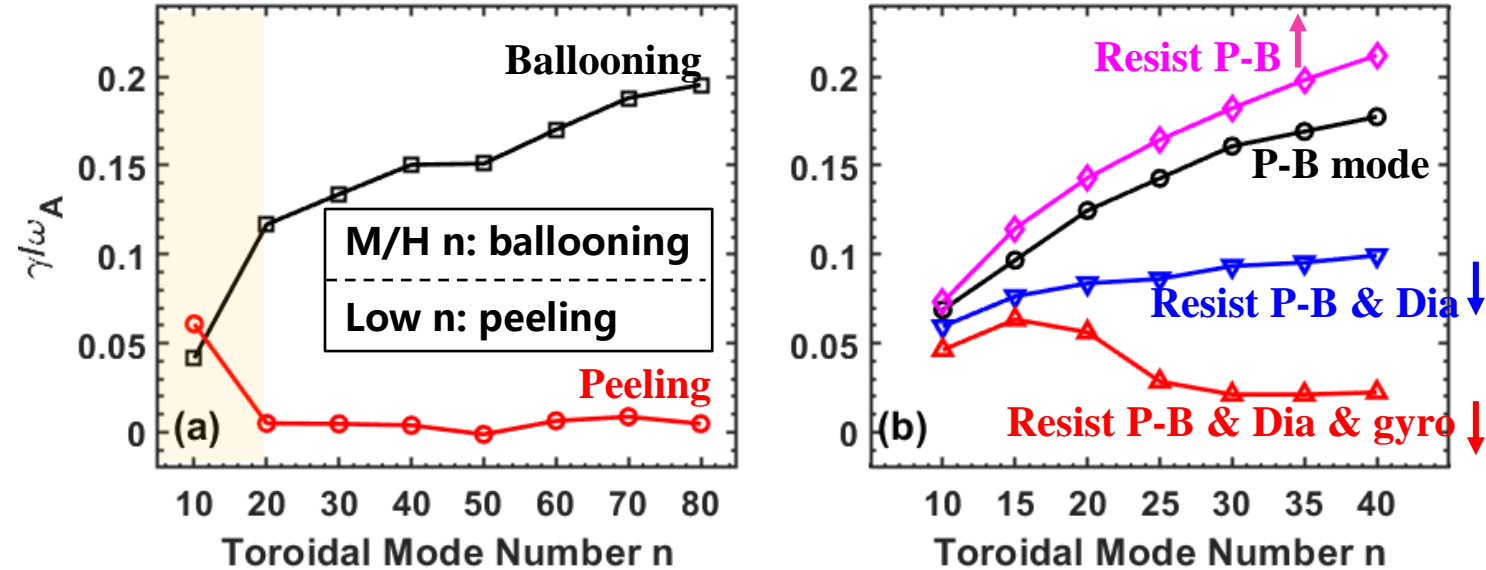 γ/ω_A
0.2
0.15
0.1
0.05
0
Ballooning
M/H n: ballooning
Low n: peeling
Peeling
(a)
10 20 30 40 50 60 70 80
Toroidal Mode Number n
0.2
0.15
0.1
0.05
0
Resist P-B
P-B mode
Resist P-B & Dia
Resist P-B & Dia & gyro
(b)
10 15 20 25 30 35 40
Toroidal Mode Number n